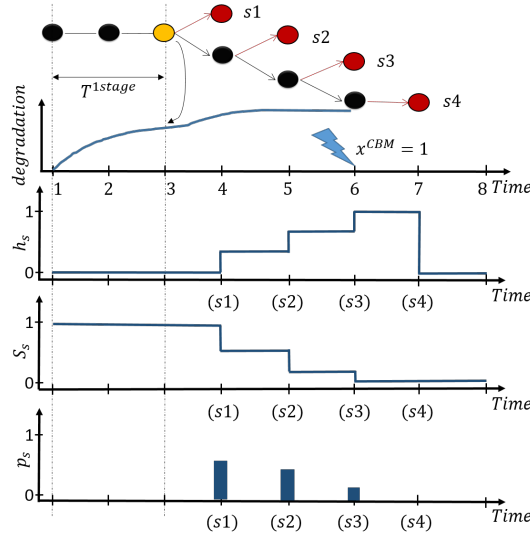 s1
s2
s3
s4
T^{1stage}
degradation
x^{CBM} = 1
1 2 3 4 5 6 7 8 Time
h_s
1
0
(s1) (s2) (s3) (s4) Time
S_s
1
0
(s1) (s2) (s3) (s4) Time
p_s
1
0
(s1) (s2) (s3) (s4) Time